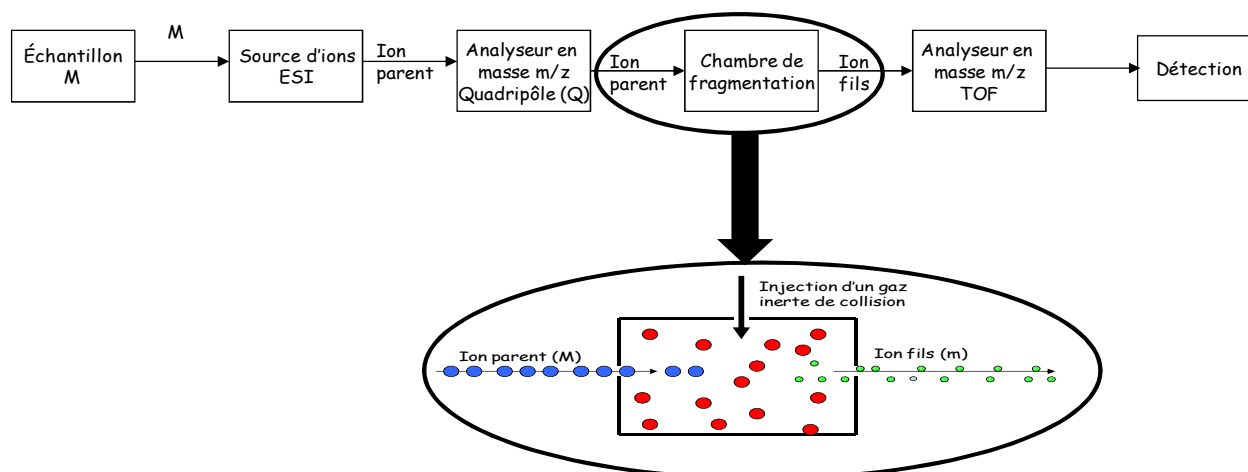 Échantillon
M
M
Source d'ions
ESI
Ion
parent
Analyseur en
masse m/z
Quadripôle (Q)
Ion
parent
Chambre de
fragmentation
Ion
fils
Analyseur en
masse m/z
TOF
Détection
Injection d'un gaz
inerte de collision
Ion parent (M)
Ion fils (m)